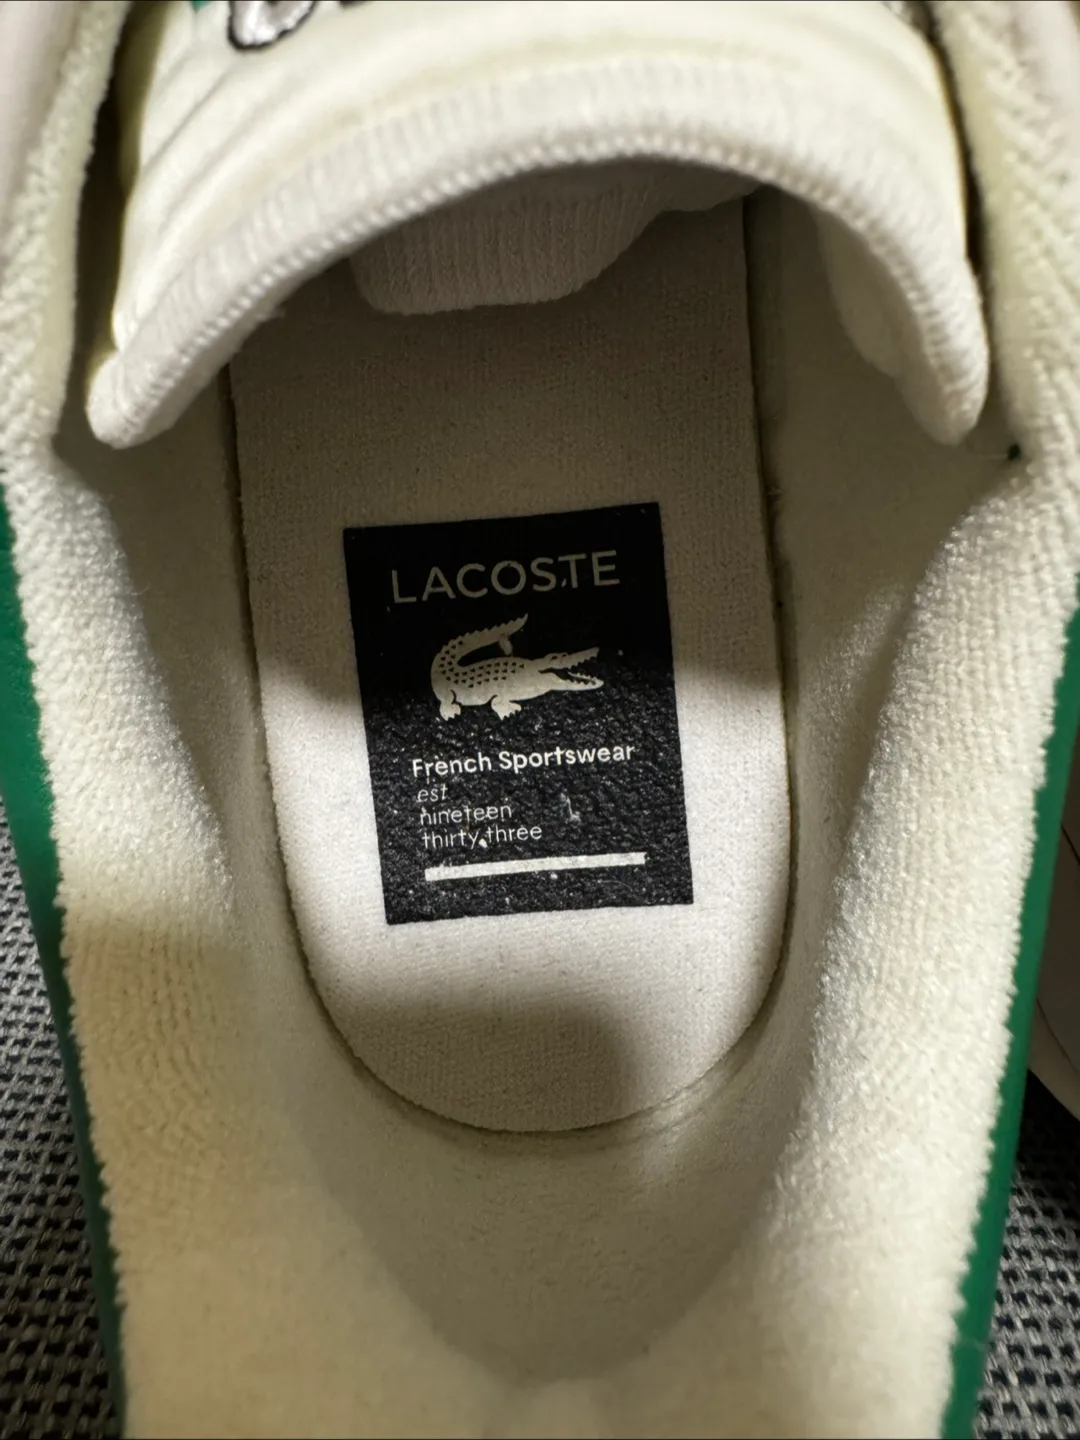 LACOSTE
French Sportswear
est
nineteen
thirty three